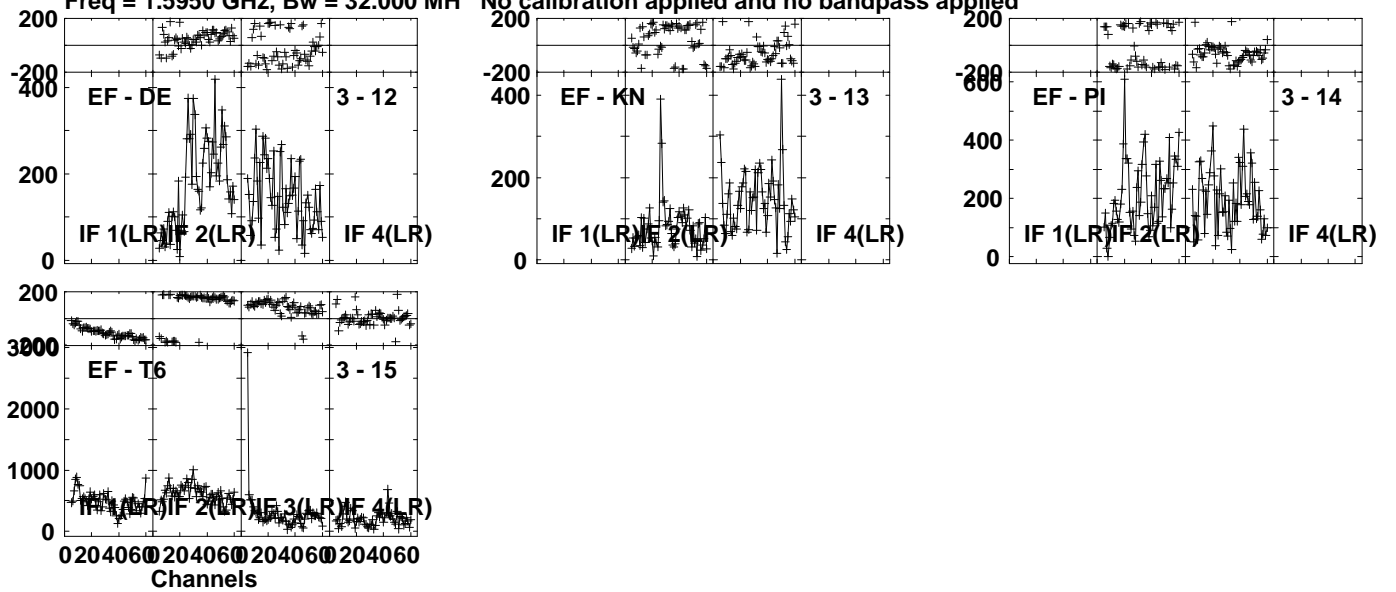 Freq = 1.5950 GHz, Bw = 32.000 MH   No calibration applied and no bandpass applied
200 200 200
-200 -200 -200
400 EF - DE 3 - 12 400 EF - KN 3 - 13 600 EF - PI 3 - 14
400
200 200 200
IF 1(LR) IF 2(LR) IF 4(LR) IF 1(LR) IF 2(LR) IF 4(LR) IF 1(LR) IF 2(LR) IF 4(LR)
0 0 0
200
3000
EF - T6 3 - 15
2000
1000
IF 1(LR) IF 2(LR) IF 3(LR) IF 4(LR)
0
0 20 40 60 0 20 40 60 0 20 40 60 0 20 40 60
Channels